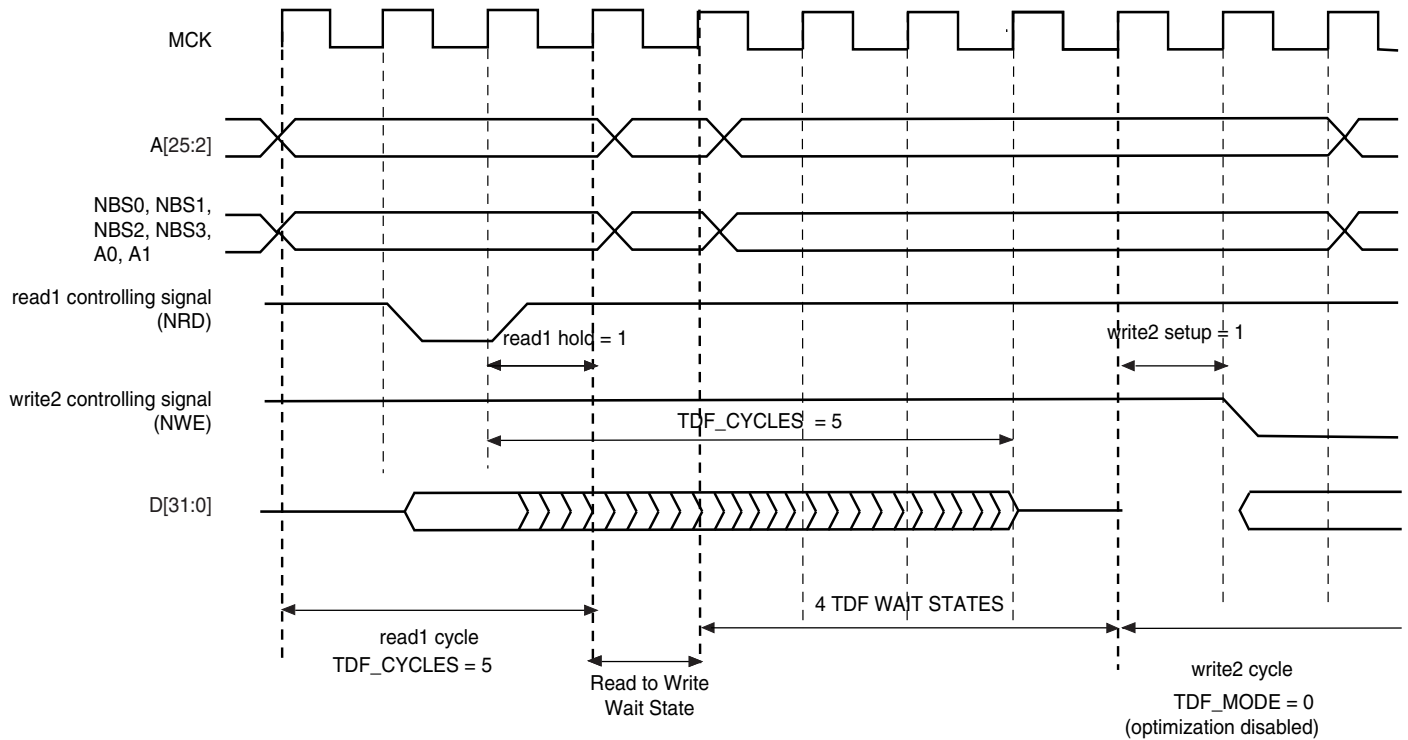 MCK
A[25:2]
NBS0, NBS1,
NBS2, NBS3,
A0, A1
read1 controlling signal
(NRD)
read1 hold = 1
write2 setup = 1
write2 controlling signal
(NWE)
TDF_CYCLES = 5
D[31:0]
4 TDF WAIT STATES
read1 cycle
TDF_CYCLES = 5
Read to Write
Wait State
write2 cycle
TDF_MODE = 0
(optimization disabled)